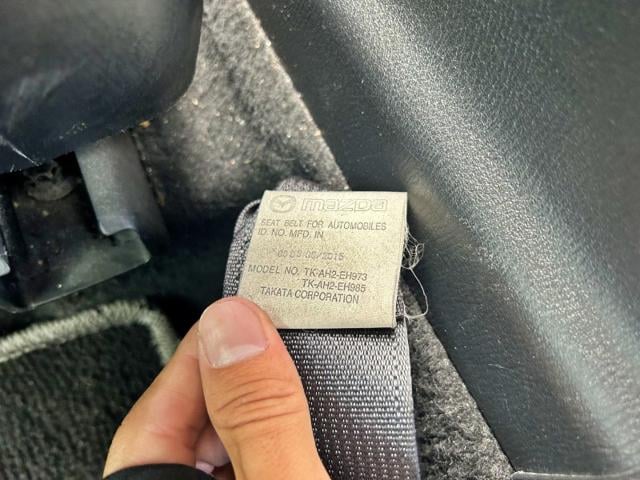 mazda
SEAT BELT FOR AUTOMOBILES
ID. NO. MFD. IN
/2015
MODEL NO. TK-AH2-EH973
TK-AH2-EH985
TAKATA CORPORATION